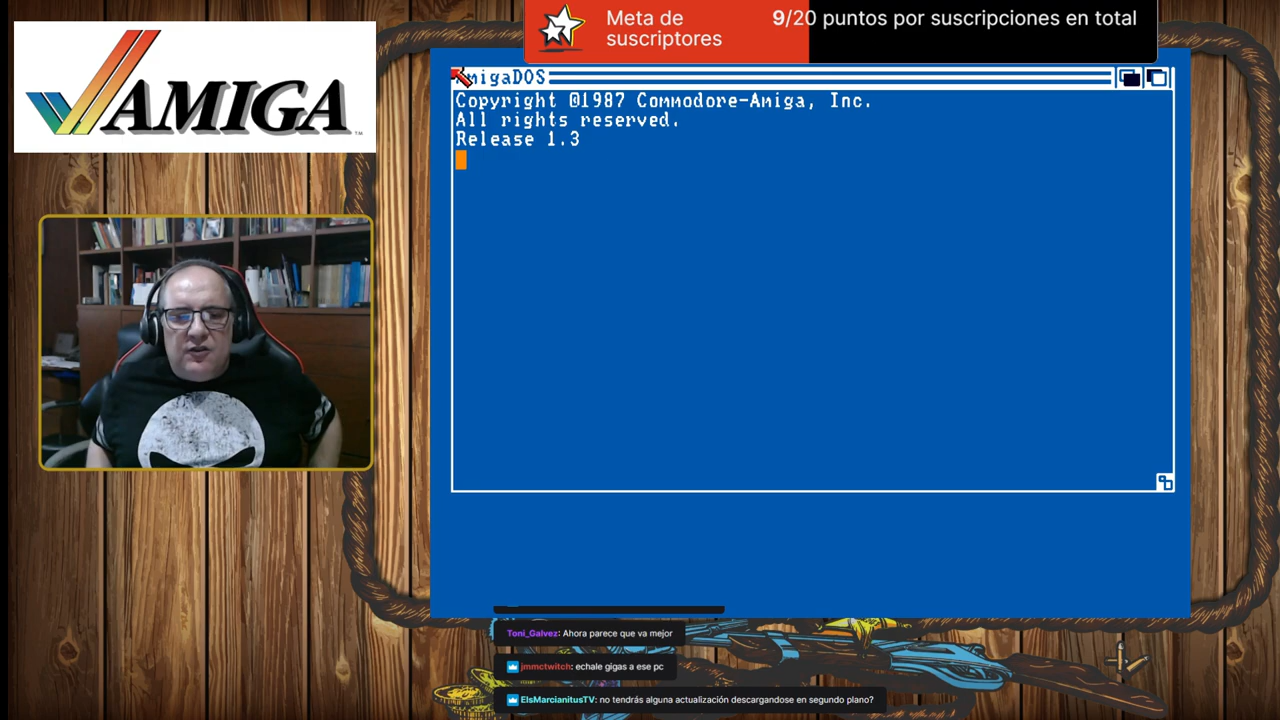 Meta de
suscriptores
9/20 puntos por suscripciones en total
AMIGA™
AmigaDOS
Copyright ©1987 Commodore-Amiga, Inc.
All rights reserved.
Release 1.3
Toni_Galvez: Ahora parece que va mejor
jmmctwitch: echale gigas a ese pc
ElsMarcianitusTV: no tendrás alguna actualización descargandose en segundo plano?